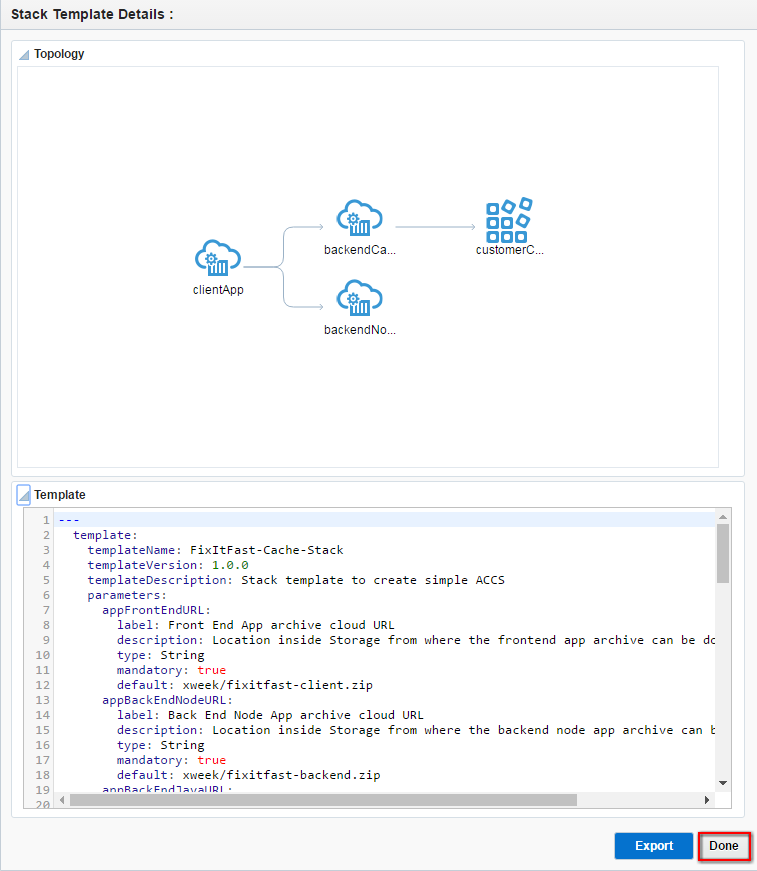 Stack Template Details :
Topology
clientApp
backendCa...
customerC...
backendNo...
Template
1 ---
2 template:
3 templateName: FixItFast-Cache-Stack
4 templateVersion: 1.0.0
5 templateDescription: Stack template to create simple ACCS
6 parameters:
7 appFrontEndURL:
8 label: Front End App archive cloud URL
9 description: Location inside Storage from where the frontend app archive can be do
10 type: String
11 mandatory: true
12 default: xweek/fixitfast-client.zip
13 appBackEndNodeURL:
14 label: Back End Node App archive cloud URL
15 description: Location inside Storage from where the backend node app archive can b
16 type: String
17 mandatory: true
18 default: xweek/fixitfast-backend.zip
19 appBackEndJavaURL:
20
Export Done